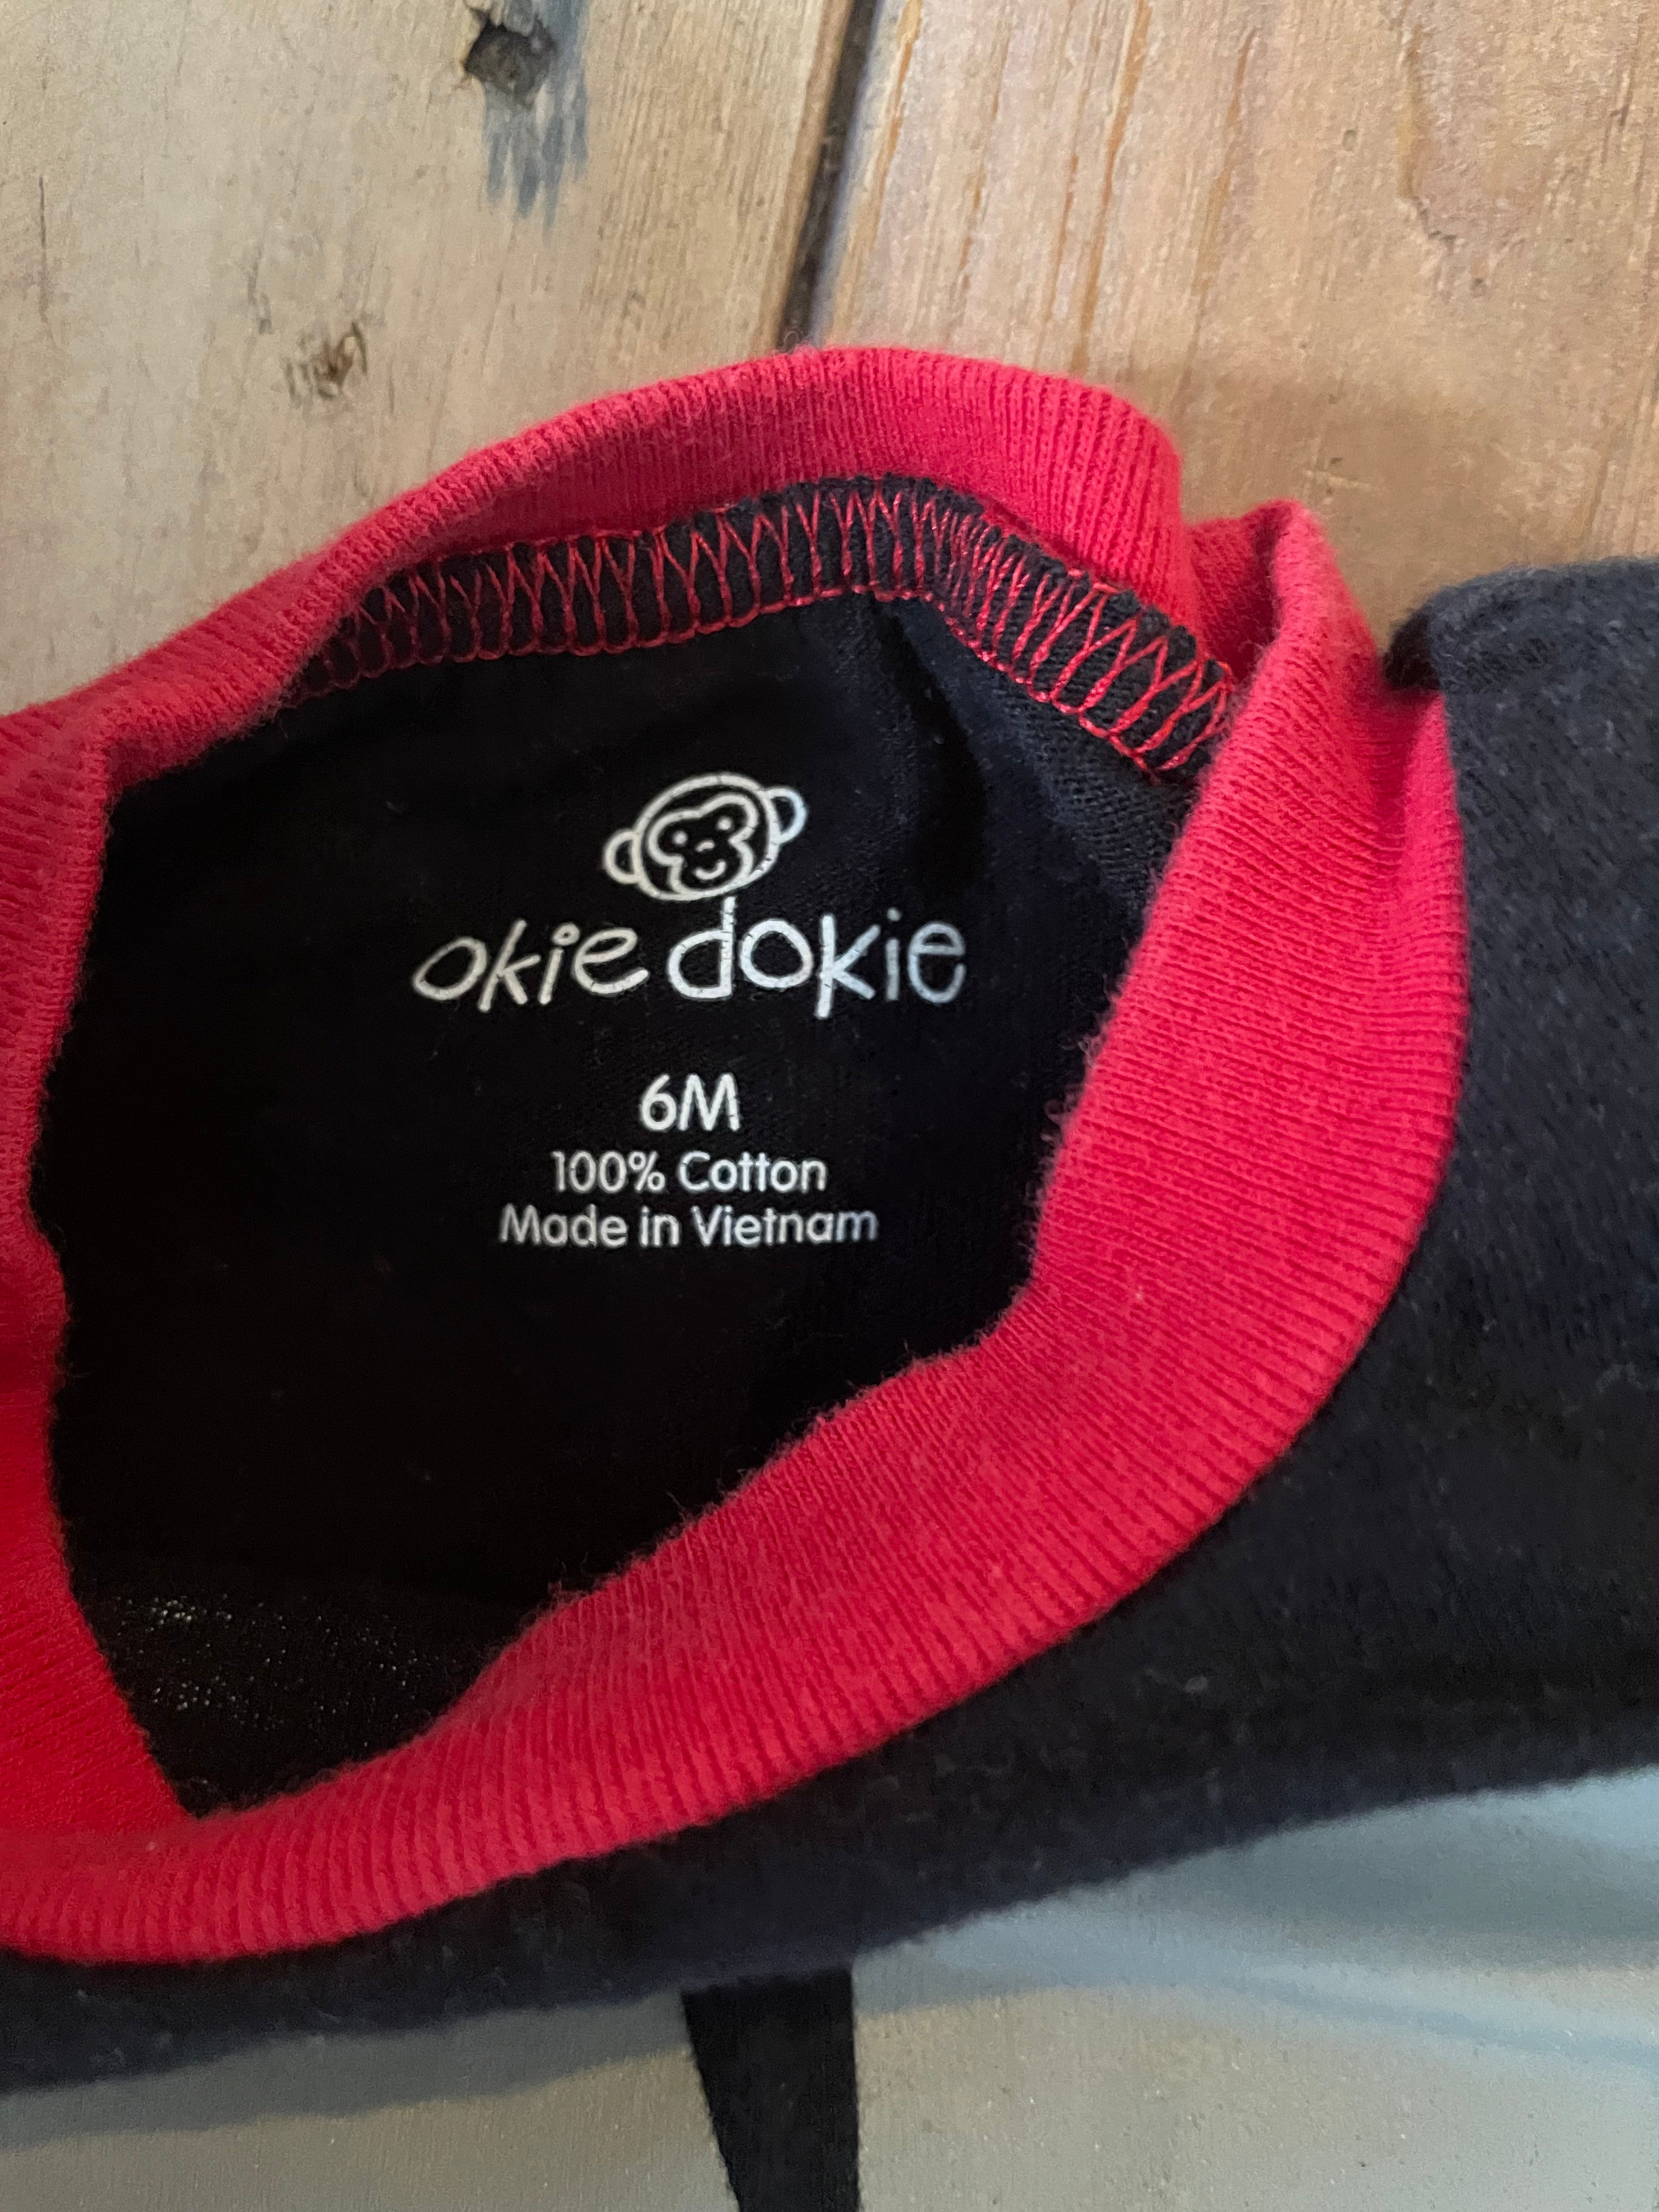 okie dokie
6M
100% Cotton
Made in Vietnam